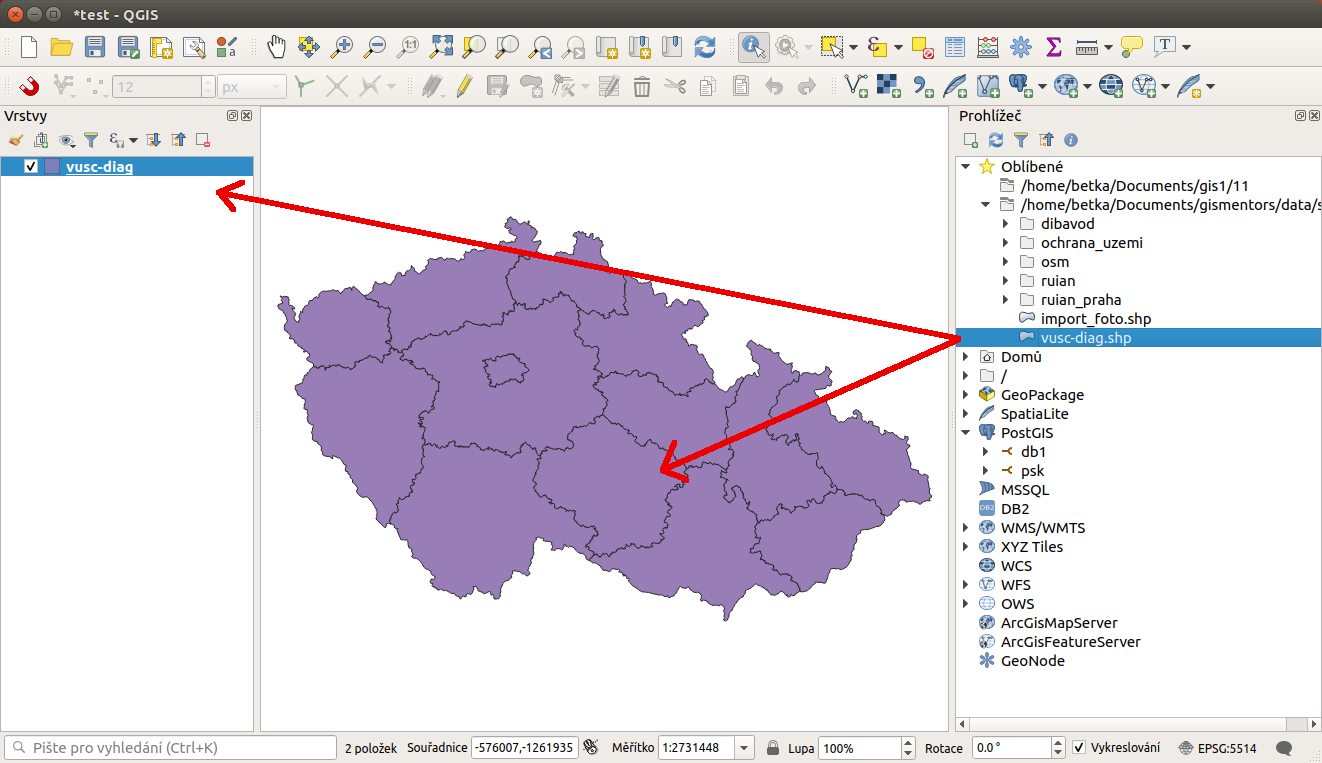 *test - QGIS
1:1
a
T
12
px
Vrstvy
Prohlížeč
vusc-diag
Oblíbené
/home/betka/Documents/gis1/11
/home/betka/Documents/gismentors/data/s
dibavod
ochrana_uzemi
osm
ruian
ruian_praha
import_foto.shp
vusc-diag.shp
Domů
/
GeoPackage
SpatiaLite
PostGIS
db1
psk
MSSQL
DB2
DB2
WMS/WMTS
XYZ Tiles
WCS
WFS
OWS
ArcGisMapServer
ArcGisFeatureServer
GeoNode
Pište pro vyhledání (Ctrl+K)
2 položek
Souřadnice
-576007,-1261935
Měřítko
1:2731448
Lupa
100%
Rotace
0.0 °
Vykreslování
EPSG:5514